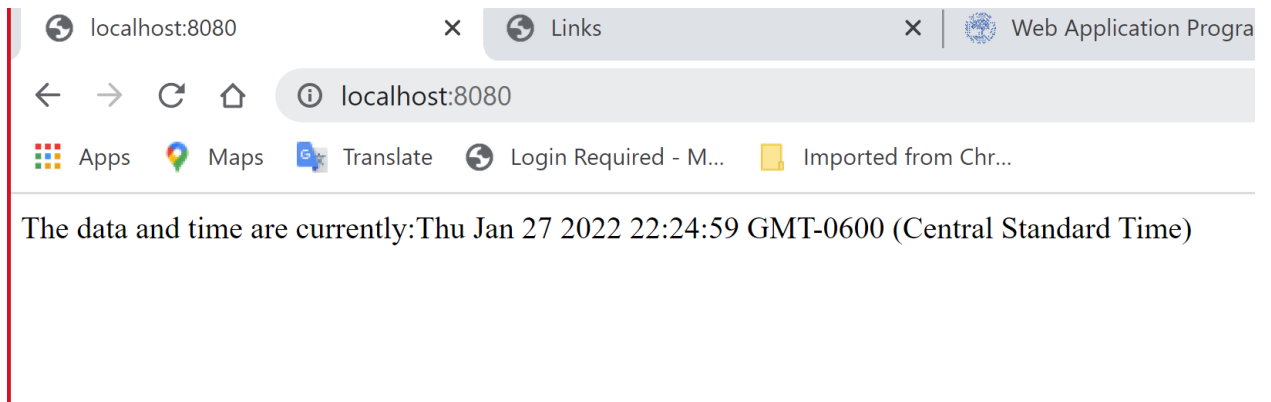 localhost:8080 Links Web Application Progra
localhost:8080
Apps Maps Translate Login Required - M... Imported from Chr...
The data and time are currently:Thu Jan 27 2022 22:24:59 GMT-0600 (Central Standard Time)